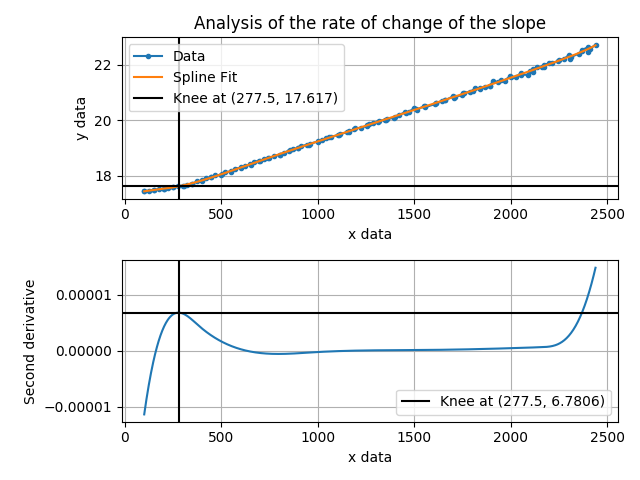 Analysis of the rate of change of the slope
Data
Spline Fit
Knee at (277.5, 17.617)
y data
22
20
18
0 500 1000 1500 2000 2500
x data
Second derivative
0.00001
0.00000
−0.00001
Knee at (277.5, 6.7806)
0 500 1000 1500 2000 2500
x data